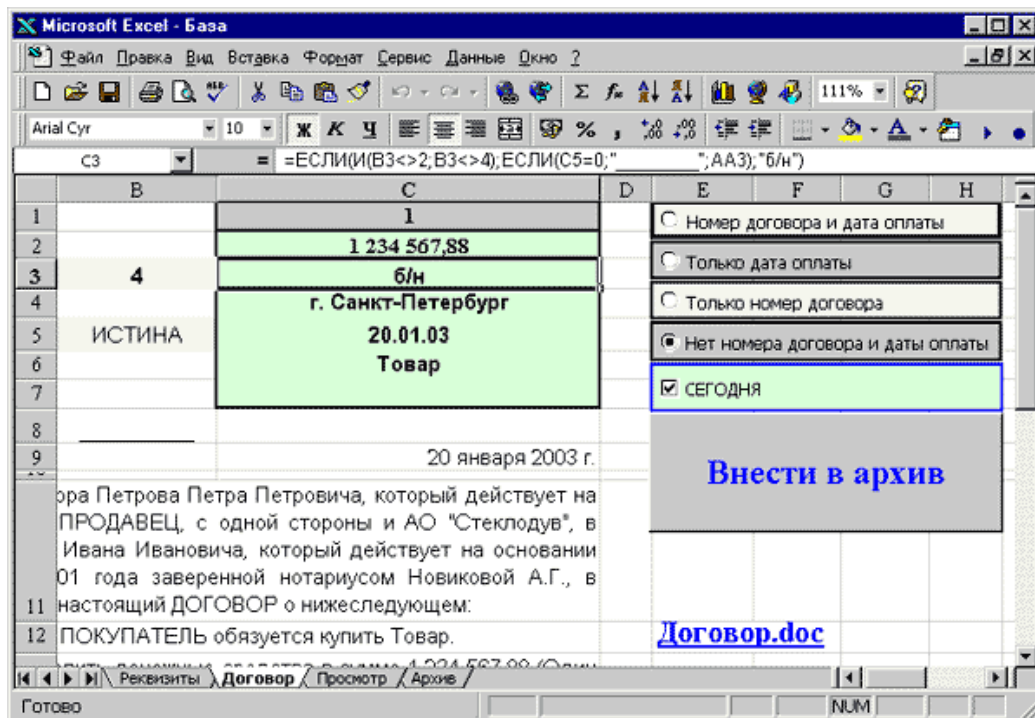 Microsoft Excel - База
Файл Правка Вид Вставка Формат Сервис Данные Окно ?
111%
Arial Cyr 10 Ж К Ч
C3 = =ЕСЛИ(И(B3<>2;B3<>4);ЕСЛИ(C5=0;"________";AA3);"б/н")
B C D E F G H
1 1 Номер договора и дата оплаты
2 1 234 567,88
3 4 б/н Только дата оплаты
4 г. Санкт-Петербург Только номер договора
5 ИСТИНА 20.01.03 Нет номера договора и даты оплаты
6 Товар
7 СЕГОДНЯ
8
9 20 января 2003 г.
Внести в архив
ора Петрова Петра Петровича, который действует на
ПРОДАВЕЦ, с одной стороны и АО "Стеклодув", в
Ивана Ивановича, который действует на основании
01 года заверенной нотариусом Новиковой А.Г., в
11 настоящий ДОГОВОР о нижеследующем:
12 ПОКУПАТЕЛЬ обязуется купить Товар.
Договор.doc
Реквизиты Договор Просмотр Архив
Готово NUM